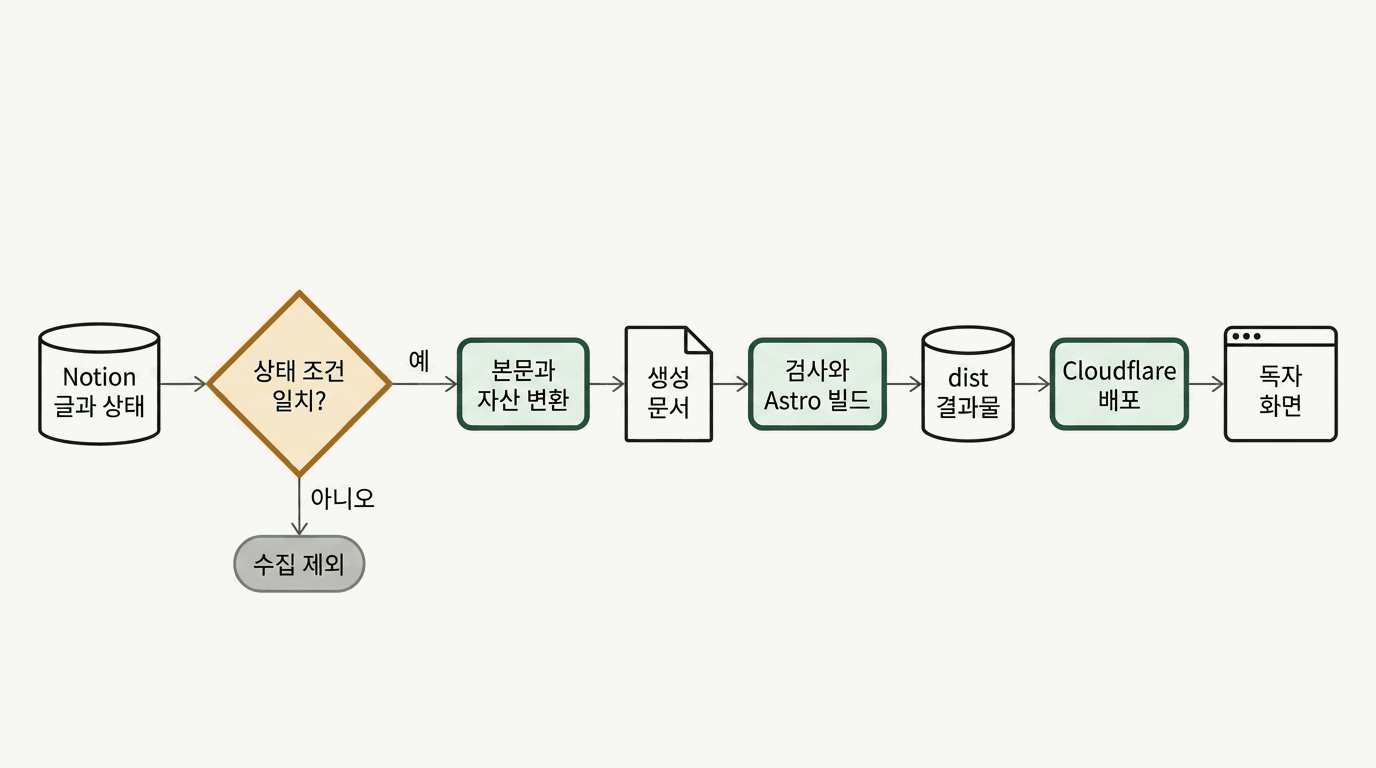 Notion
글과 상태
상태 조건
일치?
예
아니오
수집 제외
본문과
자산 변환
생성
문서
검사와
Astro 빌드
dist
결과물
Cloudflare
배포
독자
화면